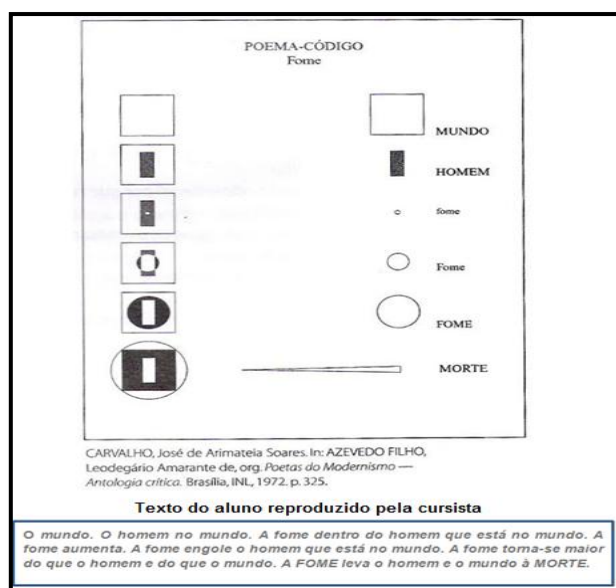 POEMA-CÓDIGO
Fome
MUNDO
HOMEM
fome
Fome
FOME
MORTE
CARVALHO, José de Arimateia Soares. In: AZEVEDO FILHO,
Leodegário Amarante de, org. Poetas do Modernismo —
Antologia crítica. Brasília, INL, 1972. p. 325.
Texto do aluno reproduzido pela cursista
O mundo. O homem no mundo. A fome dentro do homem que está no mundo. A
fome aumenta. A fome engole o homem que está no mundo. A fome torna-se maior
do que o homem e do que o mundo. A FOME leva o homem e o mundo à MORTE.